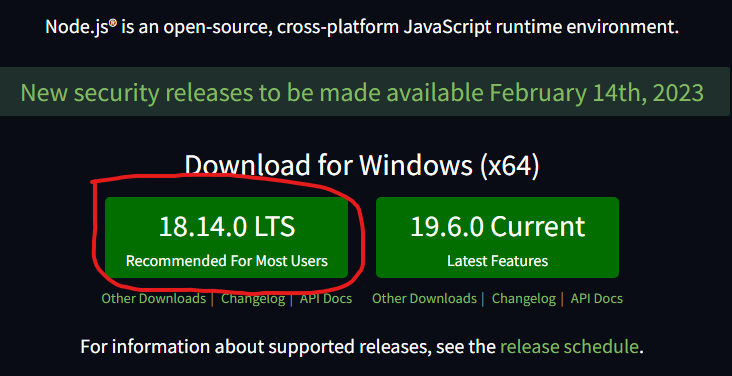 Node.js® is an open-source, cross-platform JavaScript runtime environment.
New security releases to be made available February 14th, 2023
Download for Windows (x64)
18.14.0 LTS
Recommended For Most Users
19.6.0 Current
Latest Features
Other Downloads | Changelog | API Docs
Other Downloads | Changelog | API Docs
For information about supported releases, see the release schedule.